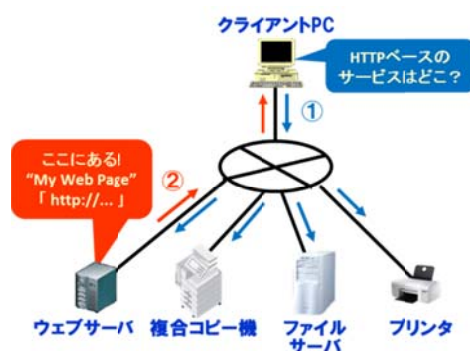 クライアントPC
HTTPベースの
サービスはどこ?
①
ここにある!
“My Web Page”
「 http://... 」
②
ウェブサーバ
複合コピー機
ファイル
サーバ
プリンタ